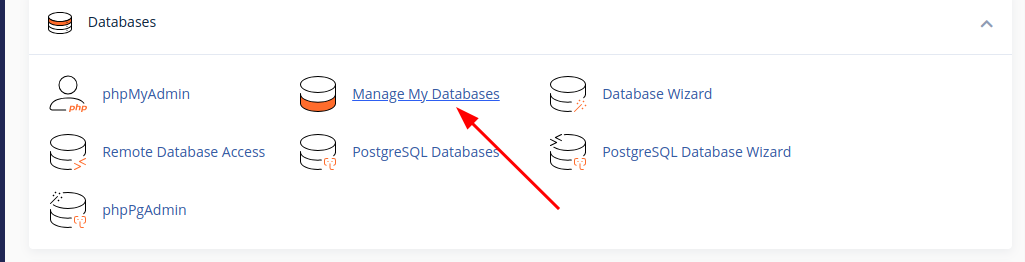 Databases
phpMyAdmin
php
Manage My Databases
Database Wizard
Remote Database Access
PostgreSQL Databases
PostgreSQL Database Wizard
phpPgAdmin